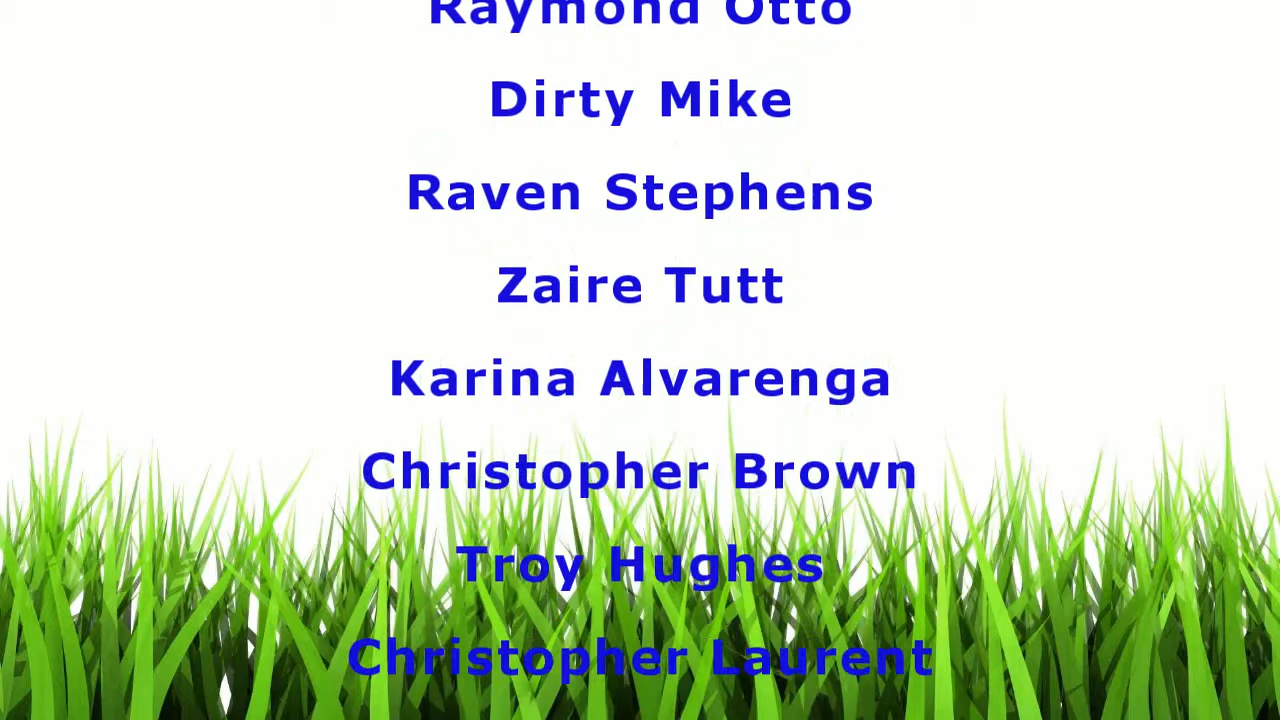 Raymond Otto
Dirty Mike
Raven Stephens
Zaire Tutt
Karina Alvarenga
Christopher Brown
Troy Hughes
Christopher Laurent